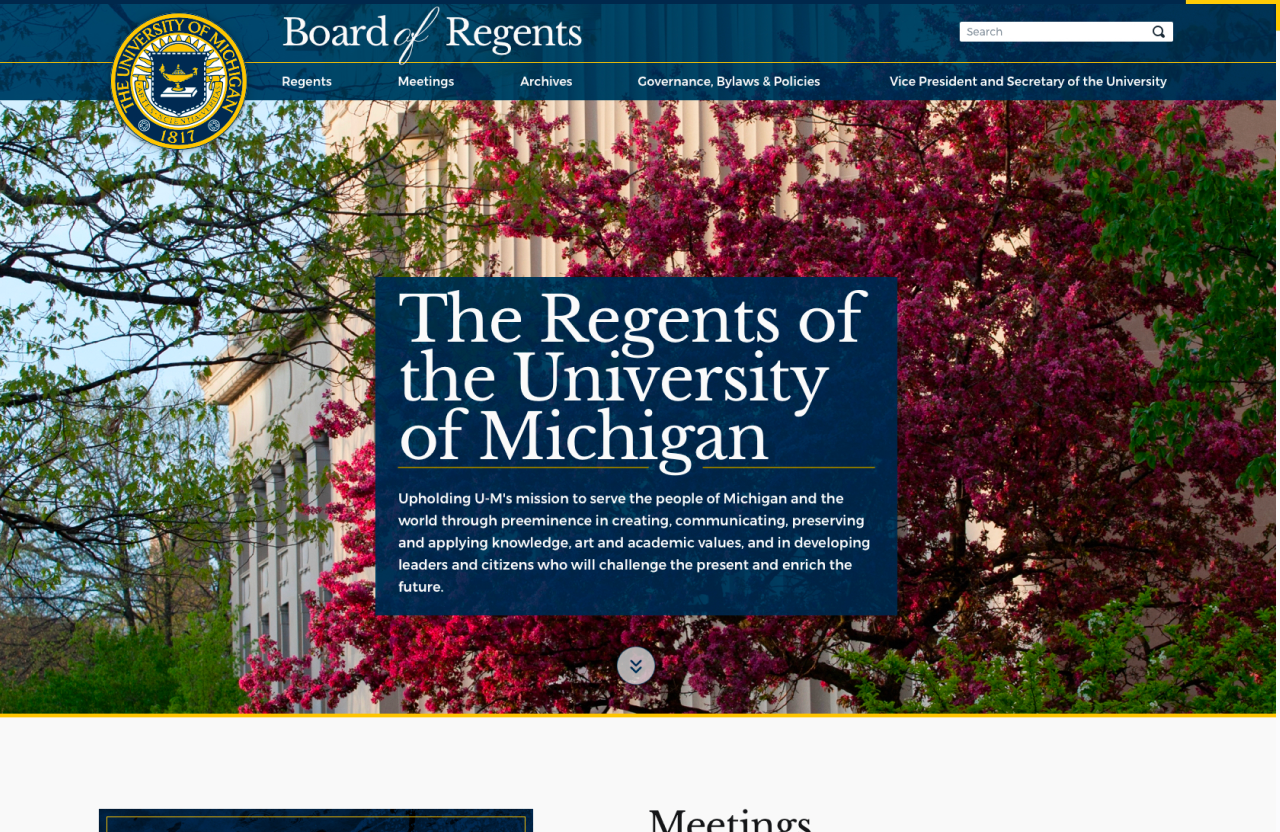 Board of Regents
Search
THE UNIVERSITY OF MICHIGAN
1817
Regents
Meetings
Archives
Governance, Bylaws & Policies
Vice President and Secretary of the University
The Regents of
the University
of Michigan
Upholding U-M's mission to serve the people of Michigan and the
world through preeminence in creating, communicating, preserving
and applying knowledge, art and academic values, and in developing
leaders and citizens who will challenge the present and enrich the
future.
Meetings